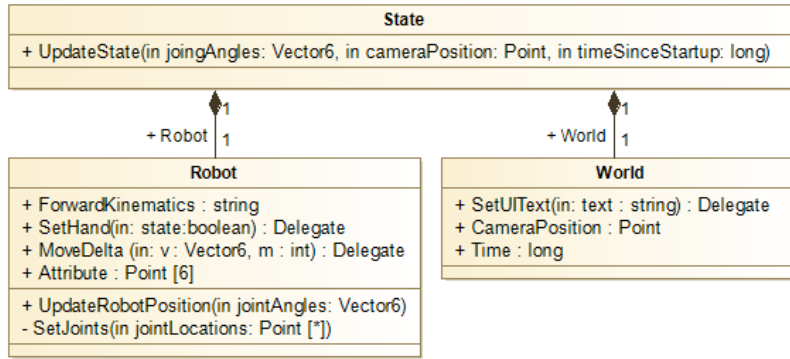 State
+ UpdateState(in joingAngles: Vector6, in cameraPosition: Point, in timeSinceStartup: long)
1
1
+ Robot
1
+ World
1
Robot
+ ForwardKinematics : string
+ SetHand(in: state:boolean) : Delegate
+ MoveDelta (in: v : Vector6, m : int) : Delegate
+ Attribute : Point [6]
+ UpdateRobotPosition(in jointAngles: Vector6)
- SetJoints(in jointLocations: Point [*])
World
+ SetUIText(in: text : string) : Delegate
+ CameraPosition : Point
+ Time : long